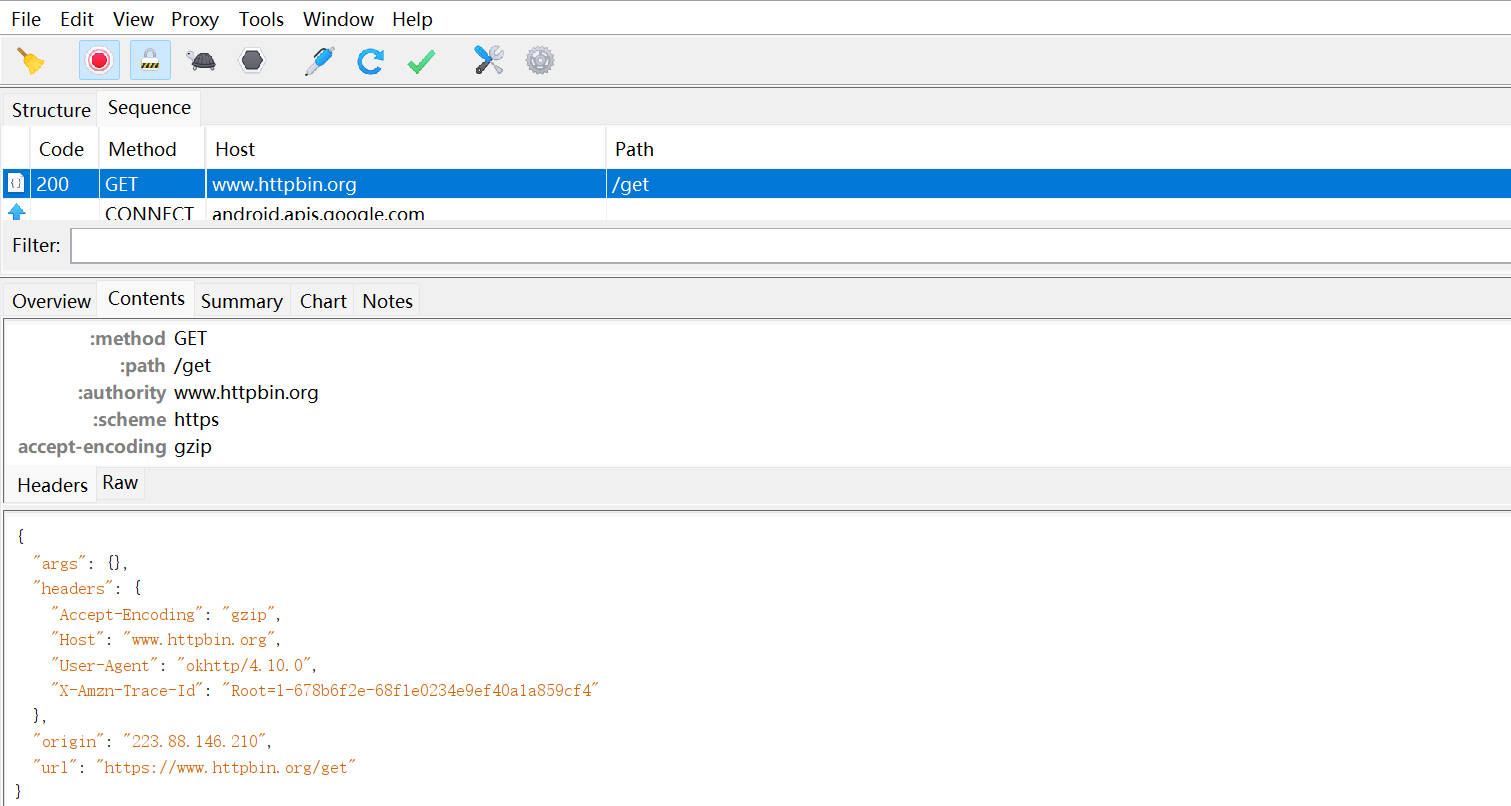 File Edit View Proxy Tools Window Help
Structure Sequence
Code Method Host Path
200 GET www.httpbin.org /get
CONNECT android.apis.google.com
Filter:
Overview Contents Summary Chart Notes
:method GET
:path /get
:authority www.httpbin.org
:scheme https
accept-encoding gzip
Headers Raw
{
"args": {},
"headers": {
"Accept-Encoding": "gzip",
"Host": "www.httpbin.org",
"User-Agent": "okhttp/4.10.0",
"X-Amzn-Trace-Id": "Root=1-678b6f2e-68f1e0234e9ef40a1a859cf4"
},
"origin": "223.88.146.210",
"url": "https://www.httpbin.org/get"
}